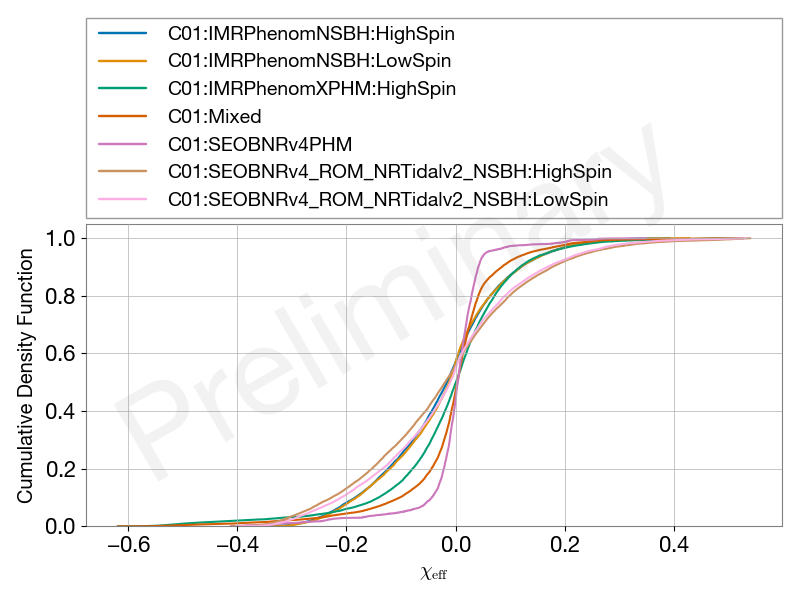 C01:IMRPhenomNSBH:HighSpin
C01:IMRPhenomNSBH:LowSpin
C01:IMRPhenomXPHM:HighSpin
C01:Mixed
C01:SEOBNRv4PHM
C01:SEOBNRv4_ROM_NRTidalv2_NSBH:HighSpin
C01:SEOBNRv4_ROM_NRTidalv2_NSBH:LowSpin
Preliminary
Cumulative Density Function
1.0
0.8
0.6
0.4
0.2
0.0
−0.6 −0.4 −0.2 0.0 0.2 0.4
χeff